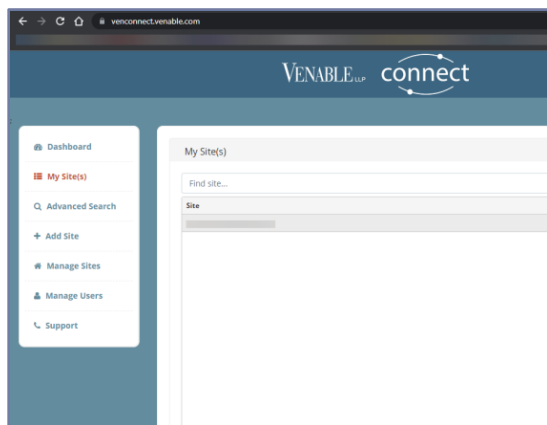 venconnect.venable.com
VENABLE LLP connect
Dashboard
My Site(s)
Advanced Search
Add Site
Manage Sites
Manage Users
Support
My Site(s)
Find site...
Site